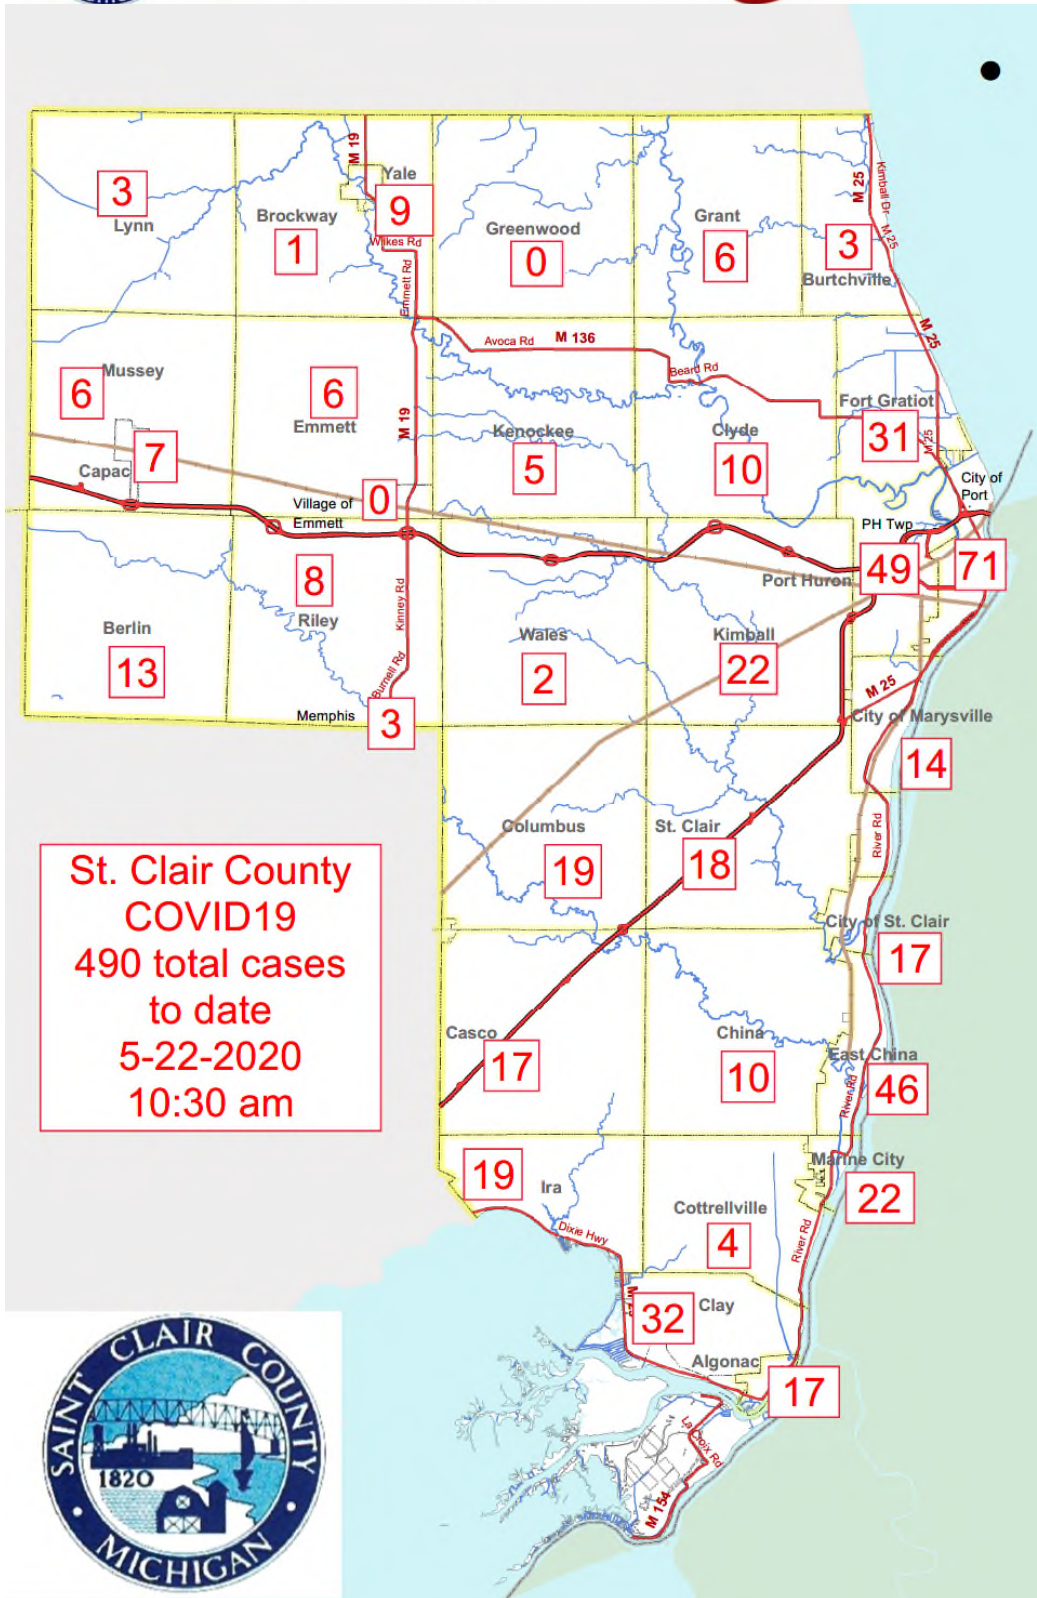 M 19
Yale
9
3
Lynn
Brockway
1
Wilkes Rd
Emmett Rd
Greenwood
0
Grant
6
M 25
Kimball Dr
M 25
3
Burtchville
M 25
Avoca Rd
M 136
Beard Rd
Mussey
6
6
Emmett
M 19
Fort Gratiot
31
M 25
Kenockee
5
Clyde
10
7
Capac
0
Village of
Emmett
City of
Port
PH Twp
Port Huron
49
71
8
Riley
Kinney Rd
Berlin
13
Wales
2
Kimball
22
Burnell Rd
Memphis
3
M 25
City of Marysville
14
River Rd
Columbus
19
St. Clair
18
St. Clair County
COVID19
490 total cases
to date
5-22-2020
10:30 am
City of St. Clair
17
Casco
17
China
10
East China
46
River Rd
19
Ira
Marine City
22
Cottrellville
4
River Rd
Dixie Hwy
32
Clay
Algonac
17
La Croix Rd
M 154
SAINT CLAIR COUNTY
1820
MICHIGAN